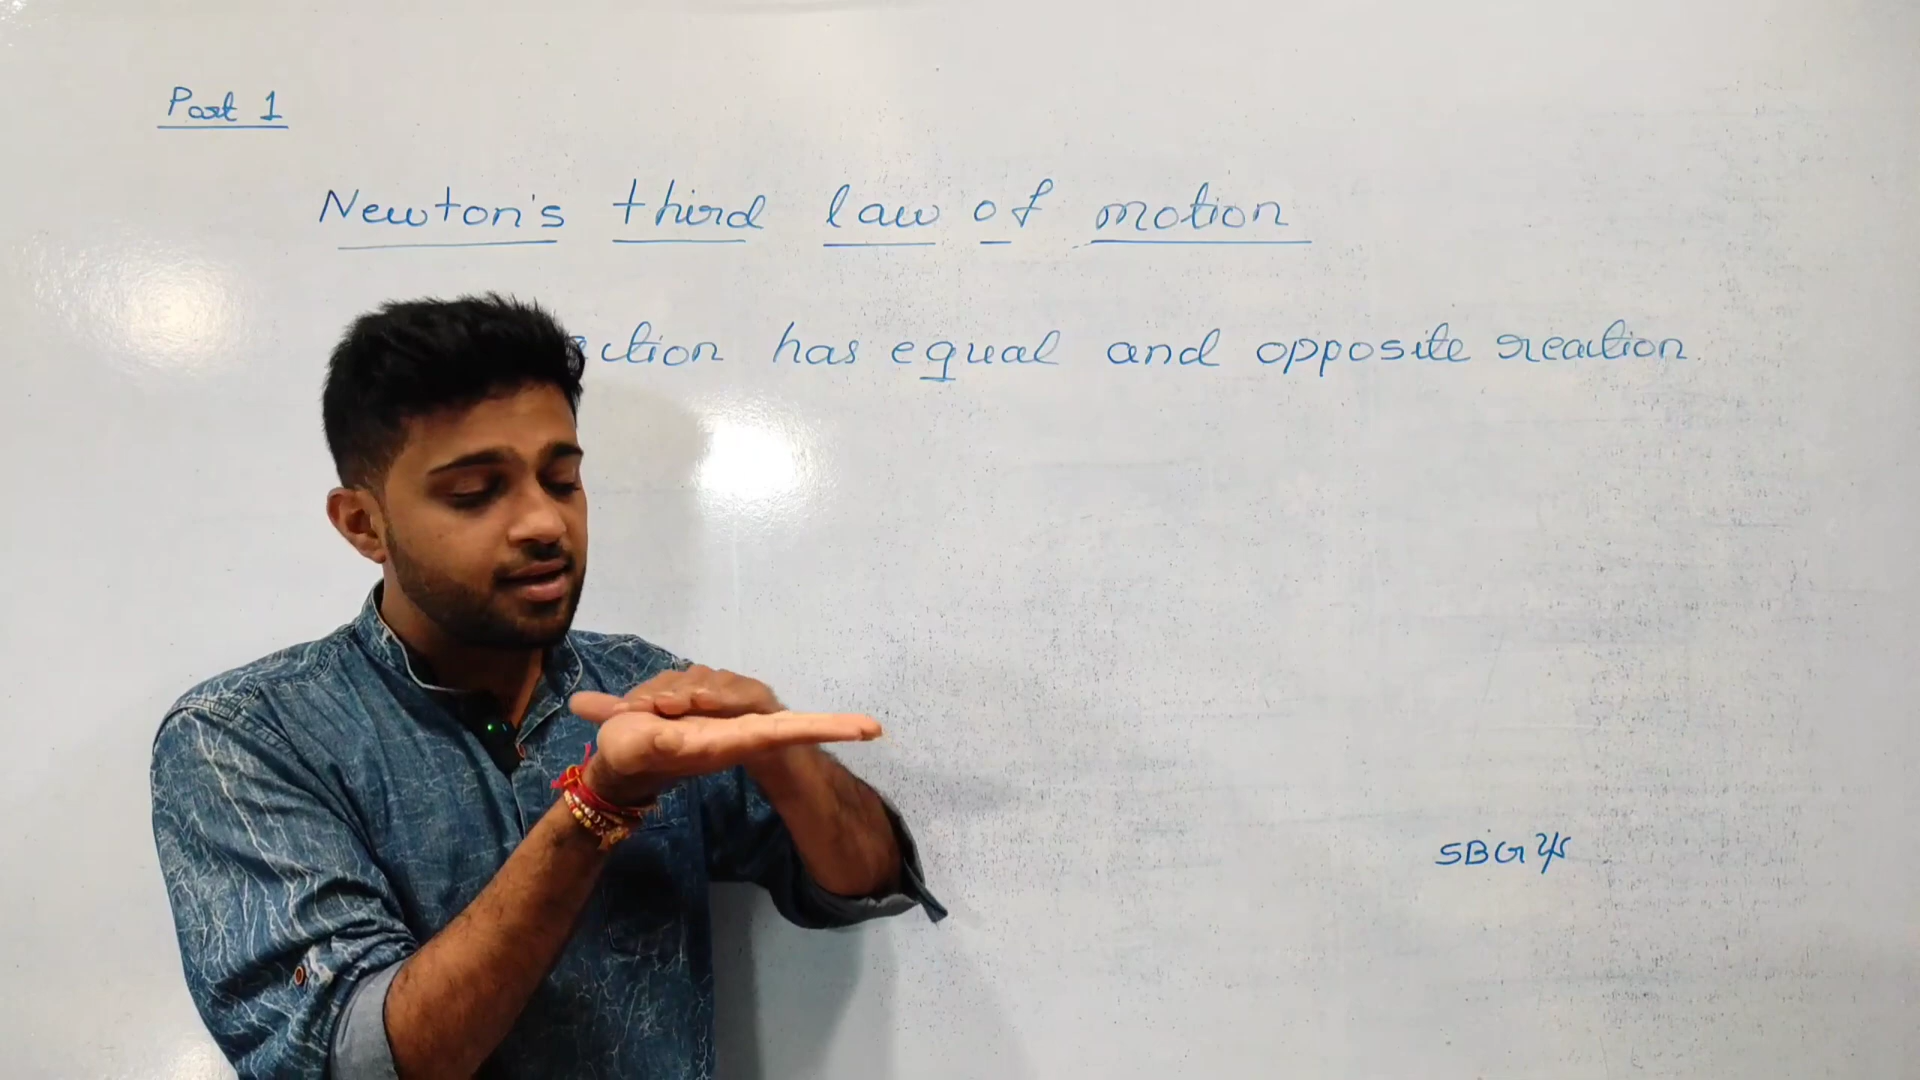 Part 1
Newton's third law of motion
action has equal and opposite reaction.
SBG